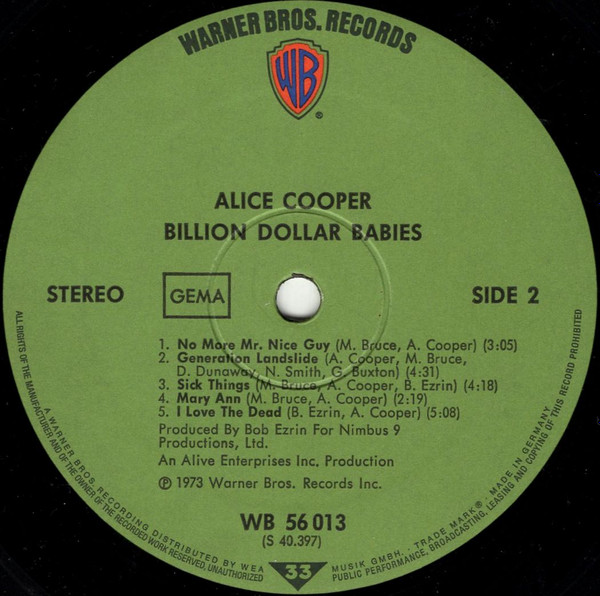 WARNER BROS. RECORDS
WB
®
ALICE COOPER
BILLION DOLLAR BABIES
STEREO
GEMA
SIDE 2
1. No More Mr. Nice Guy (M. Bruce, A. Cooper) (3:05)
2. Generation Landslide (A. Cooper, M. Bruce,
D. Dunaway, N. Smith, G. Buxton) (4:31)
3. Sick Things (M. Bruce, A. Cooper, B. Ezrin) (4:18)
4. Mary Ann (M. Bruce, A. Cooper) (2:19)
5. I Love The Dead (B. Ezrin, A. Cooper) (5:08)
Produced By Bob Ezrin For Nimbus 9
Productions, Ltd.
An Alive Enterprises Inc. Production
℗ 1973 Warner Bros. Records Inc.
WB 56 013
(S 40.397)
A WARNER BROS. RECORDING DISTRIBUTED BY WEA MUSIK GMBH. · TRADE MARK® · MADE IN GERMANY
ALL RIGHTS OF THE MANUFACTURER AND OF THE OWNER OF THE RECORDED WORK RESERVED, UNAUTHORIZED PUBLIC PERFORMANCE, BROADCASTING, LEASING AND COPYING OF THIS RECORD PROHIBITED
33